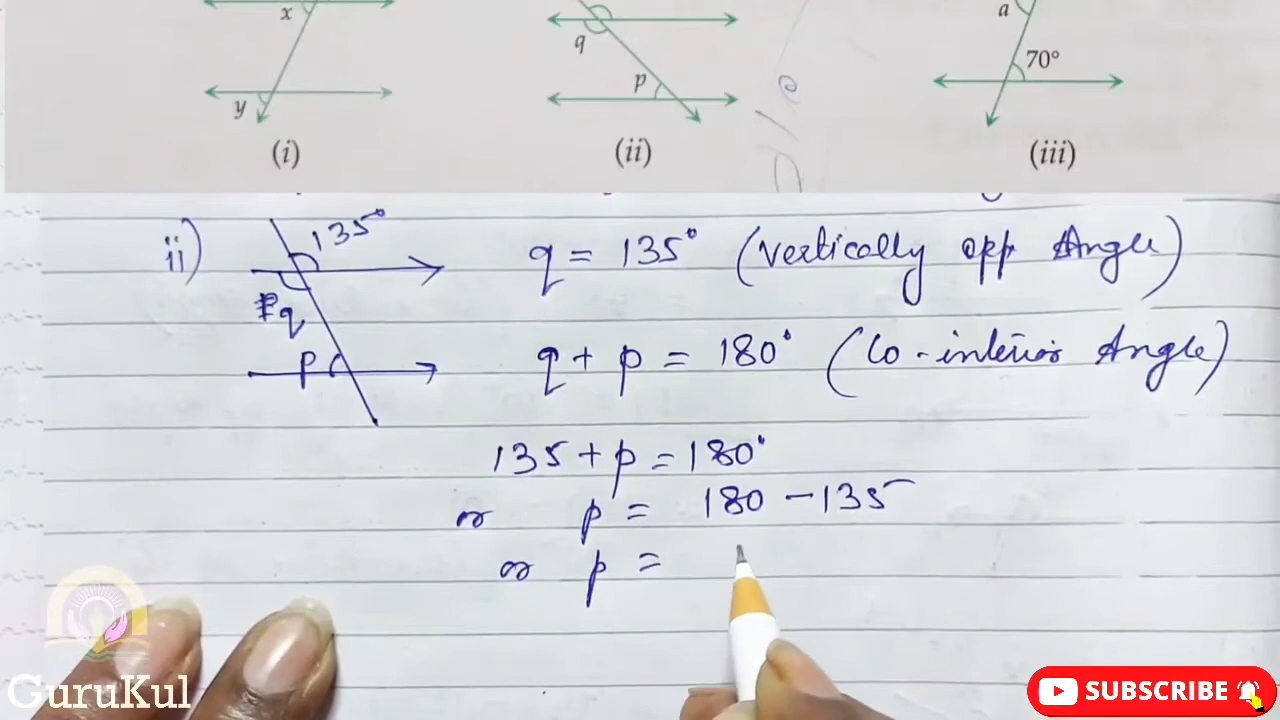 x
y
(i)
q
p
(ii)
a
70°
(iii)
ii)
135°
q
p
q = 135° (Vertically opp Angle)
q + p = 180° (Co-interior Angle)
135 + p = 180°
or p = 180 - 135
or p =
GuruKul
SUBSCRIBE